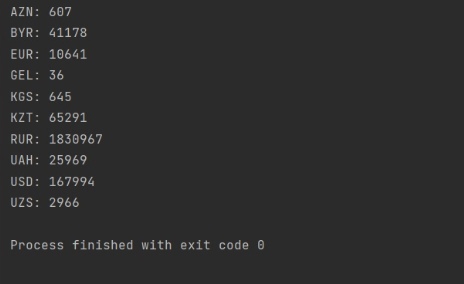 AZN: 607
BYR: 41178
EUR: 10641
GEL: 36
KGS: 645
KZT: 65291
RUR: 1830967
UAH: 25969
USD: 167994
UZS: 2966
Process finished with exit code 0